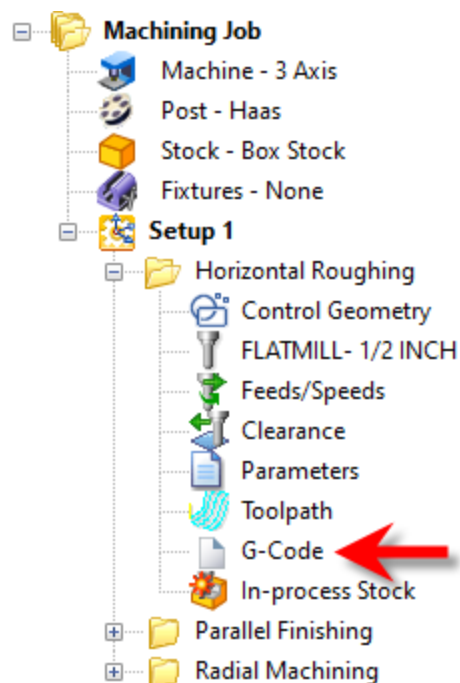 Machining Job
Machine - 3 Axis
Post - Haas
Stock - Box Stock
Fixtures - None
Setup 1
Horizontal Roughing
Control Geometry
FLATMILL- 1/2 INCH
Feeds/Speeds
Clearance
Parameters
Toolpath
G-Code
In-process Stock
Parallel Finishing
Radial Machining